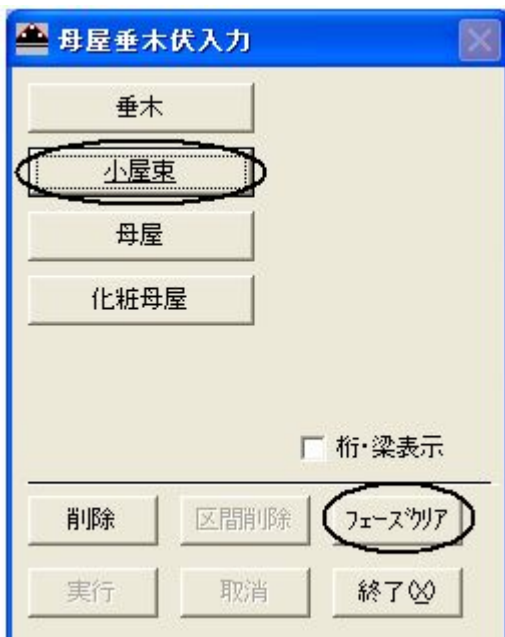 母屋垂木伏入力
垂木
小屋束
母屋
化粧母屋
桁・梁表示
削除 区間削除 フェーズクリア
実行 取消 終了(X)